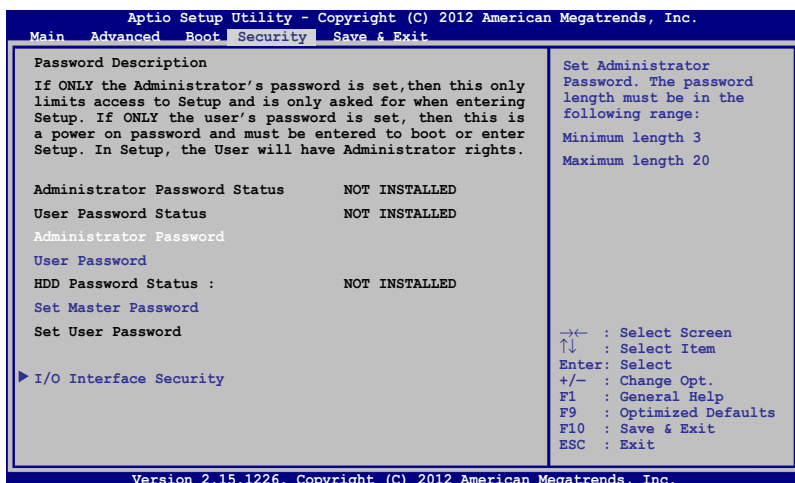 Aptio Setup Utility - Copyright (C) 2012 American Megatrends, Inc.
Main Advanced Boot Security Save & Exit
Password Description
If ONLY the Administrator's password is set,then this only
limits access to Setup and is only asked for when entering
Setup. If ONLY the user's password is set, then this is
a power on password and must be entered to boot or enter
Setup. In Setup, the User will have Administrator rights.
Administrator Password Status NOT INSTALLED
User Password Status NOT INSTALLED
Administrator Password
User Password
HDD Password Status : NOT INSTALLED
Set Master Password
Set User Password
I/O Interface Security
Set Administrator
Password. The password
length must be in the
following range:
Minimum length 3
Maximum length 20
→← : Select Screen
↑↓ : Select Item
Enter: Select
+/— : Change Opt.
F1 : General Help
F9 : Optimized Defaults
F10 : Save & Exit
ESC : Exit
Version 2.15.1226. Copyright (C) 2012 American Megatrends, Inc.